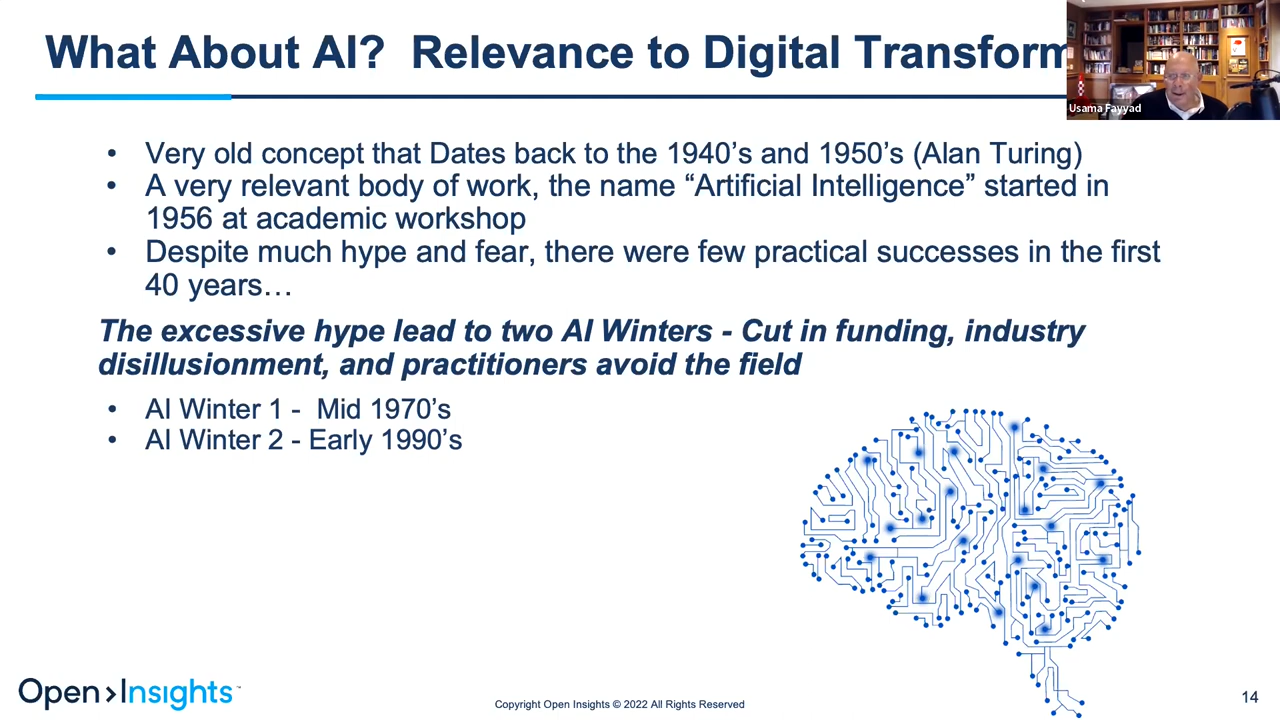 What About AI? Relevance to Digital Transform
Usama Fayyad
• Very old concept that Dates back to the 1940’s and 1950’s (Alan Turing)
• A very relevant body of work, the name “Artificial Intelligence” started in
1956 at academic workshop
• Despite much hype and fear, there were few practical successes in the first
40 years…
The excessive hype lead to two AI Winters - Cut in funding, industry
disillusionment, and practitioners avoid the field
• AI Winter 1 - Mid 1970’s
• AI Winter 2 - Early 1990’s
Open>Insights™
Copyright Open Insights © 2022 All Rights Reserved
14